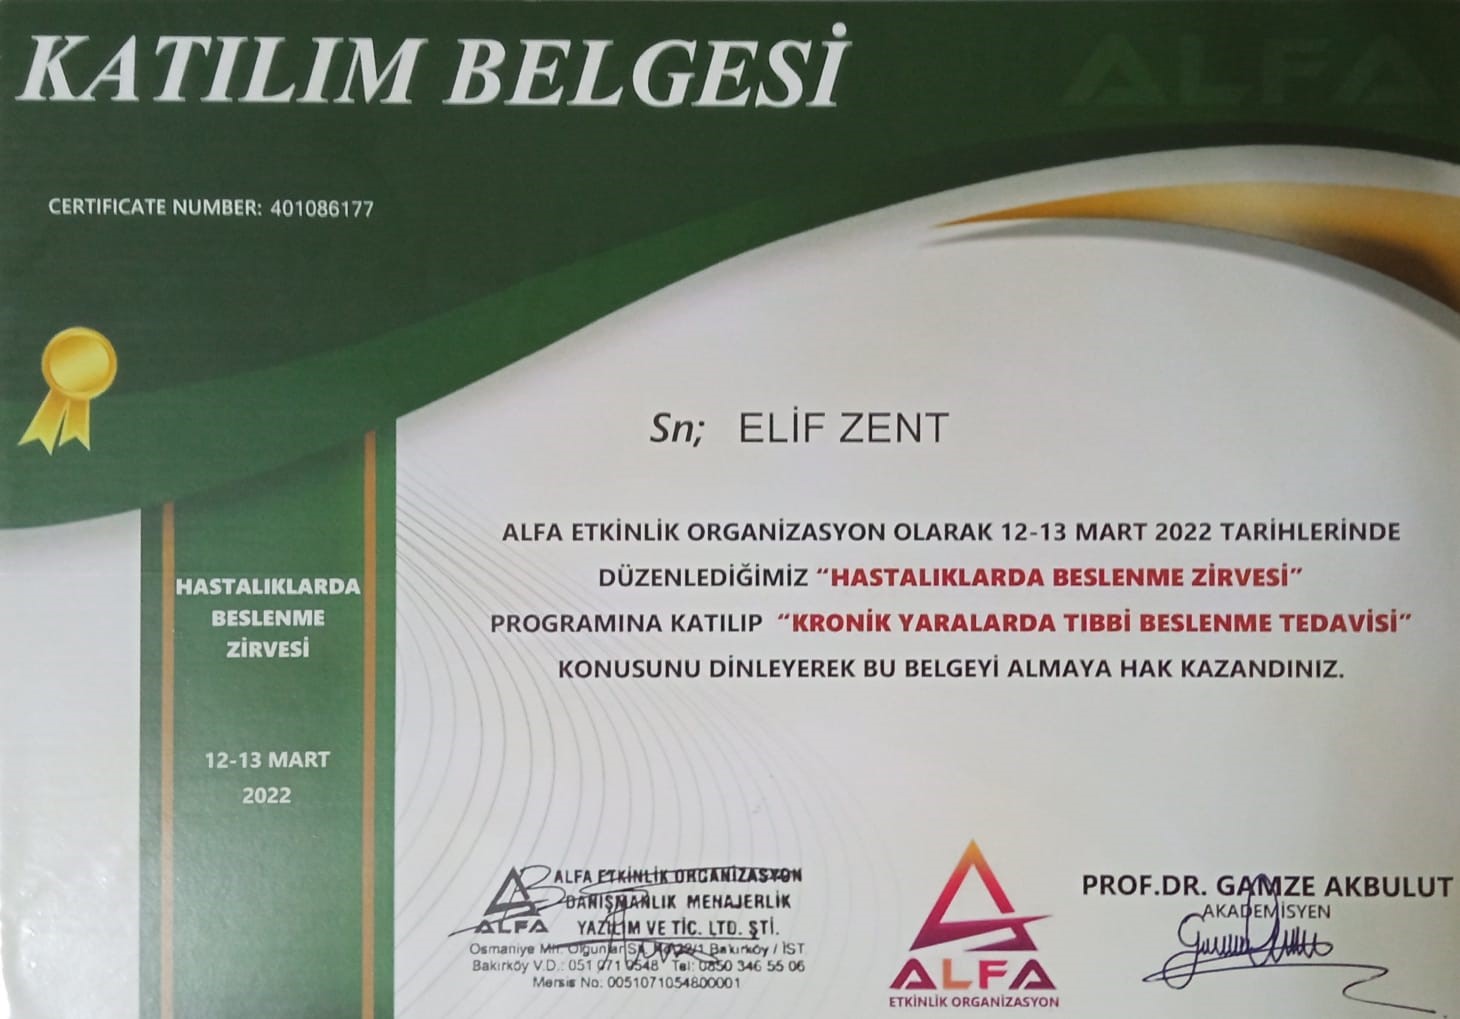 KATILIM BELGESİ
ALFA
CERTIFICATE NUMBER: 401086177
Sn; ELİF ZENT
ALFA ETKİNLİK ORGANİZASYON OLARAK 12-13 MART 2022 TARİHLERİNDE
DÜZENLEDİĞİMİZ “HASTALIKLARDA BESLENME ZİRVESİ”
PROGRAMINA KATILIP “KRONİK YARALARDA TIBBİ BESLENME TEDAVİSİ”
KONUSUNU DİNLEYEREK BU BELGEYİ ALMAYA HAK KAZANDINIZ.
HASTALIKLARDA
BESLENME
ZİRVESİ
12-13 MART
2022
ALFA ETKİNLİK ORGANİZASYON
DANIŞMANLIK MENAJERLİK
YAZILIM VE TİC. LTD. ŞTİ.
ALFA
Osmaniye Mh. Olgunlar Bakırköy / İST
Bakırköy V.D.: 051 071 0548 Tel: 0850 346 55 06
Mersis No: 0051071054800001
ALFA
ETKİNLİK ORGANİZASYON
PROF.DR. GAMZE AKBULUT
AKADEMİSYEN